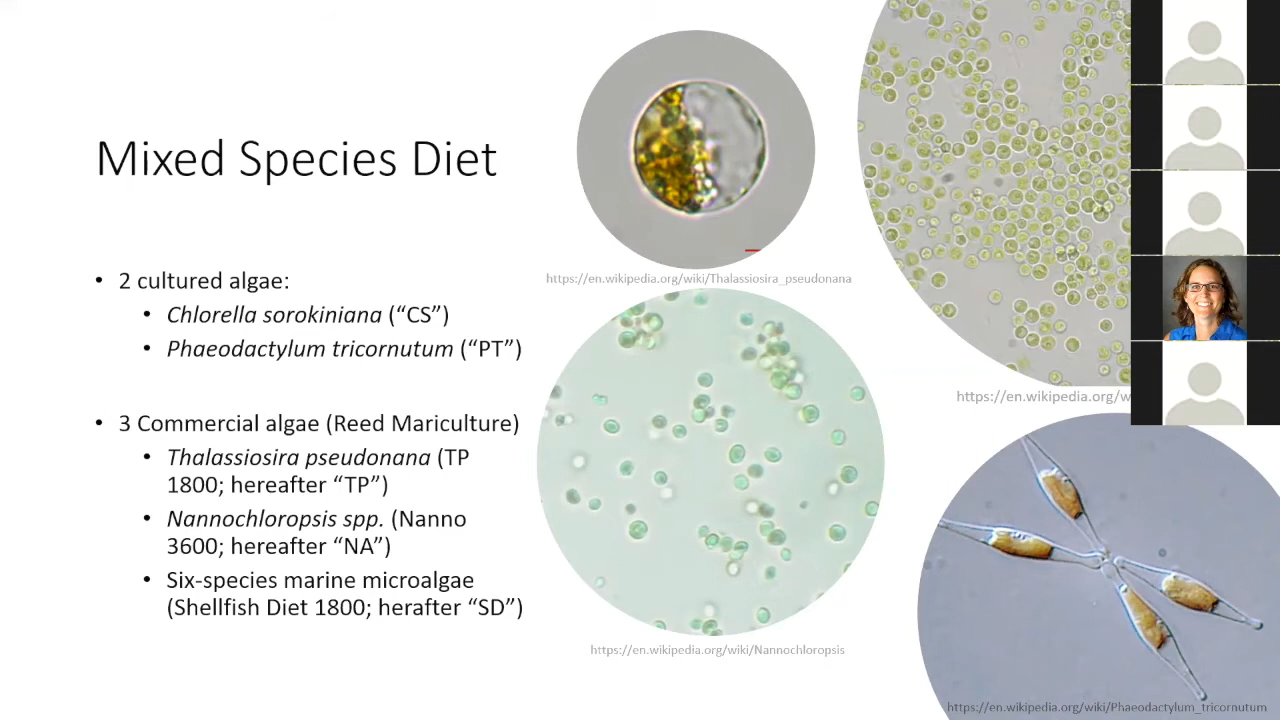 Mixed Species Diet
• 2 cultured algae:
• Chlorella sorokiniana (“CS”)
• Phaeodactylum tricornutum (“PT”)
• 3 Commercial algae (Reed Mariculture)
• Thalassiosira pseudonana (TP
1800; hereafter “TP”)
• Nannochloropsis spp. (Nanno
3600; hereafter “NA”)
• Six-species marine microalgae
(Shellfish Diet 1800; herafter “SD”)
https://en.wikipedia.org/wiki/Thalassiosira_pseudonana
https://en.wikipedia.org/w
https://en.wikipedia.org/wiki/Nannochloropsis
https://en.wikipedia.org/wiki/Phaeodactylum_tricornutum